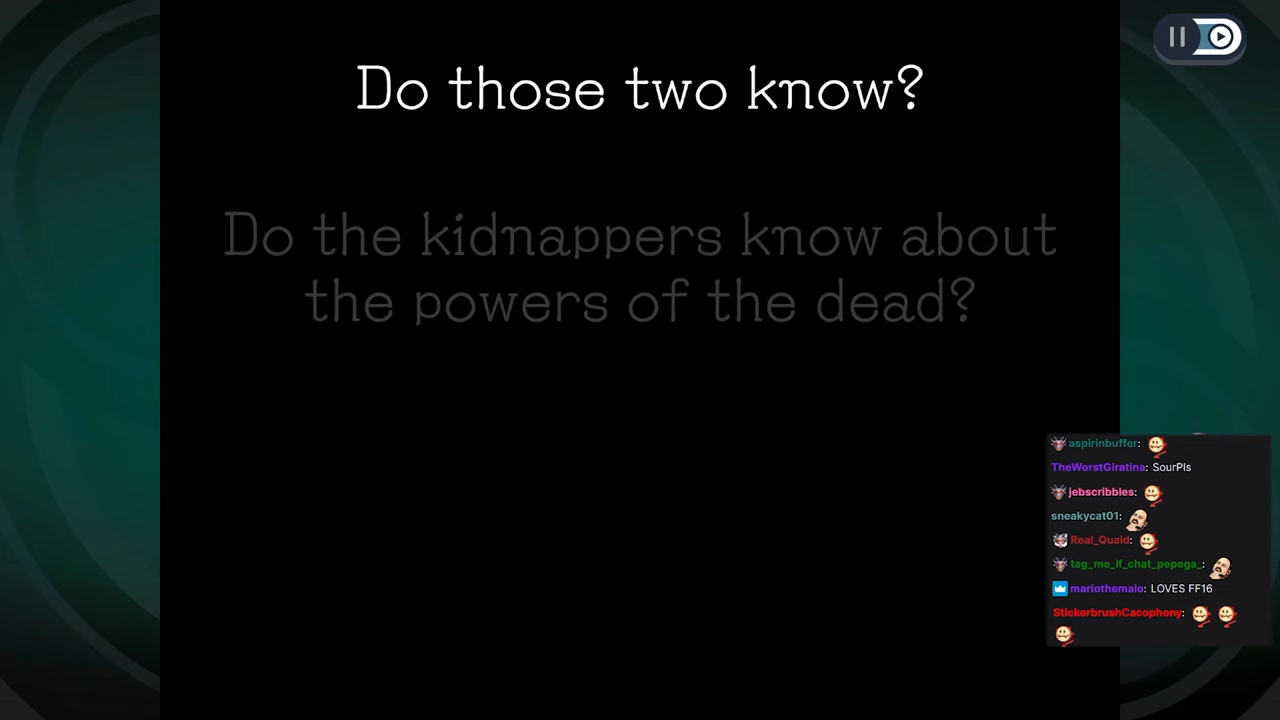 Do those two know?
Do the kidnappers know about
the powers of the dead?
aspirinbuffer:
TheWorstGiratina: SourPls
jebscribbles:
sneakycat01:
Real_Quaid:
tag_me_if_chat_pepega_:
mariothemaio: LOVES FF16
StickerbrushCacophony: